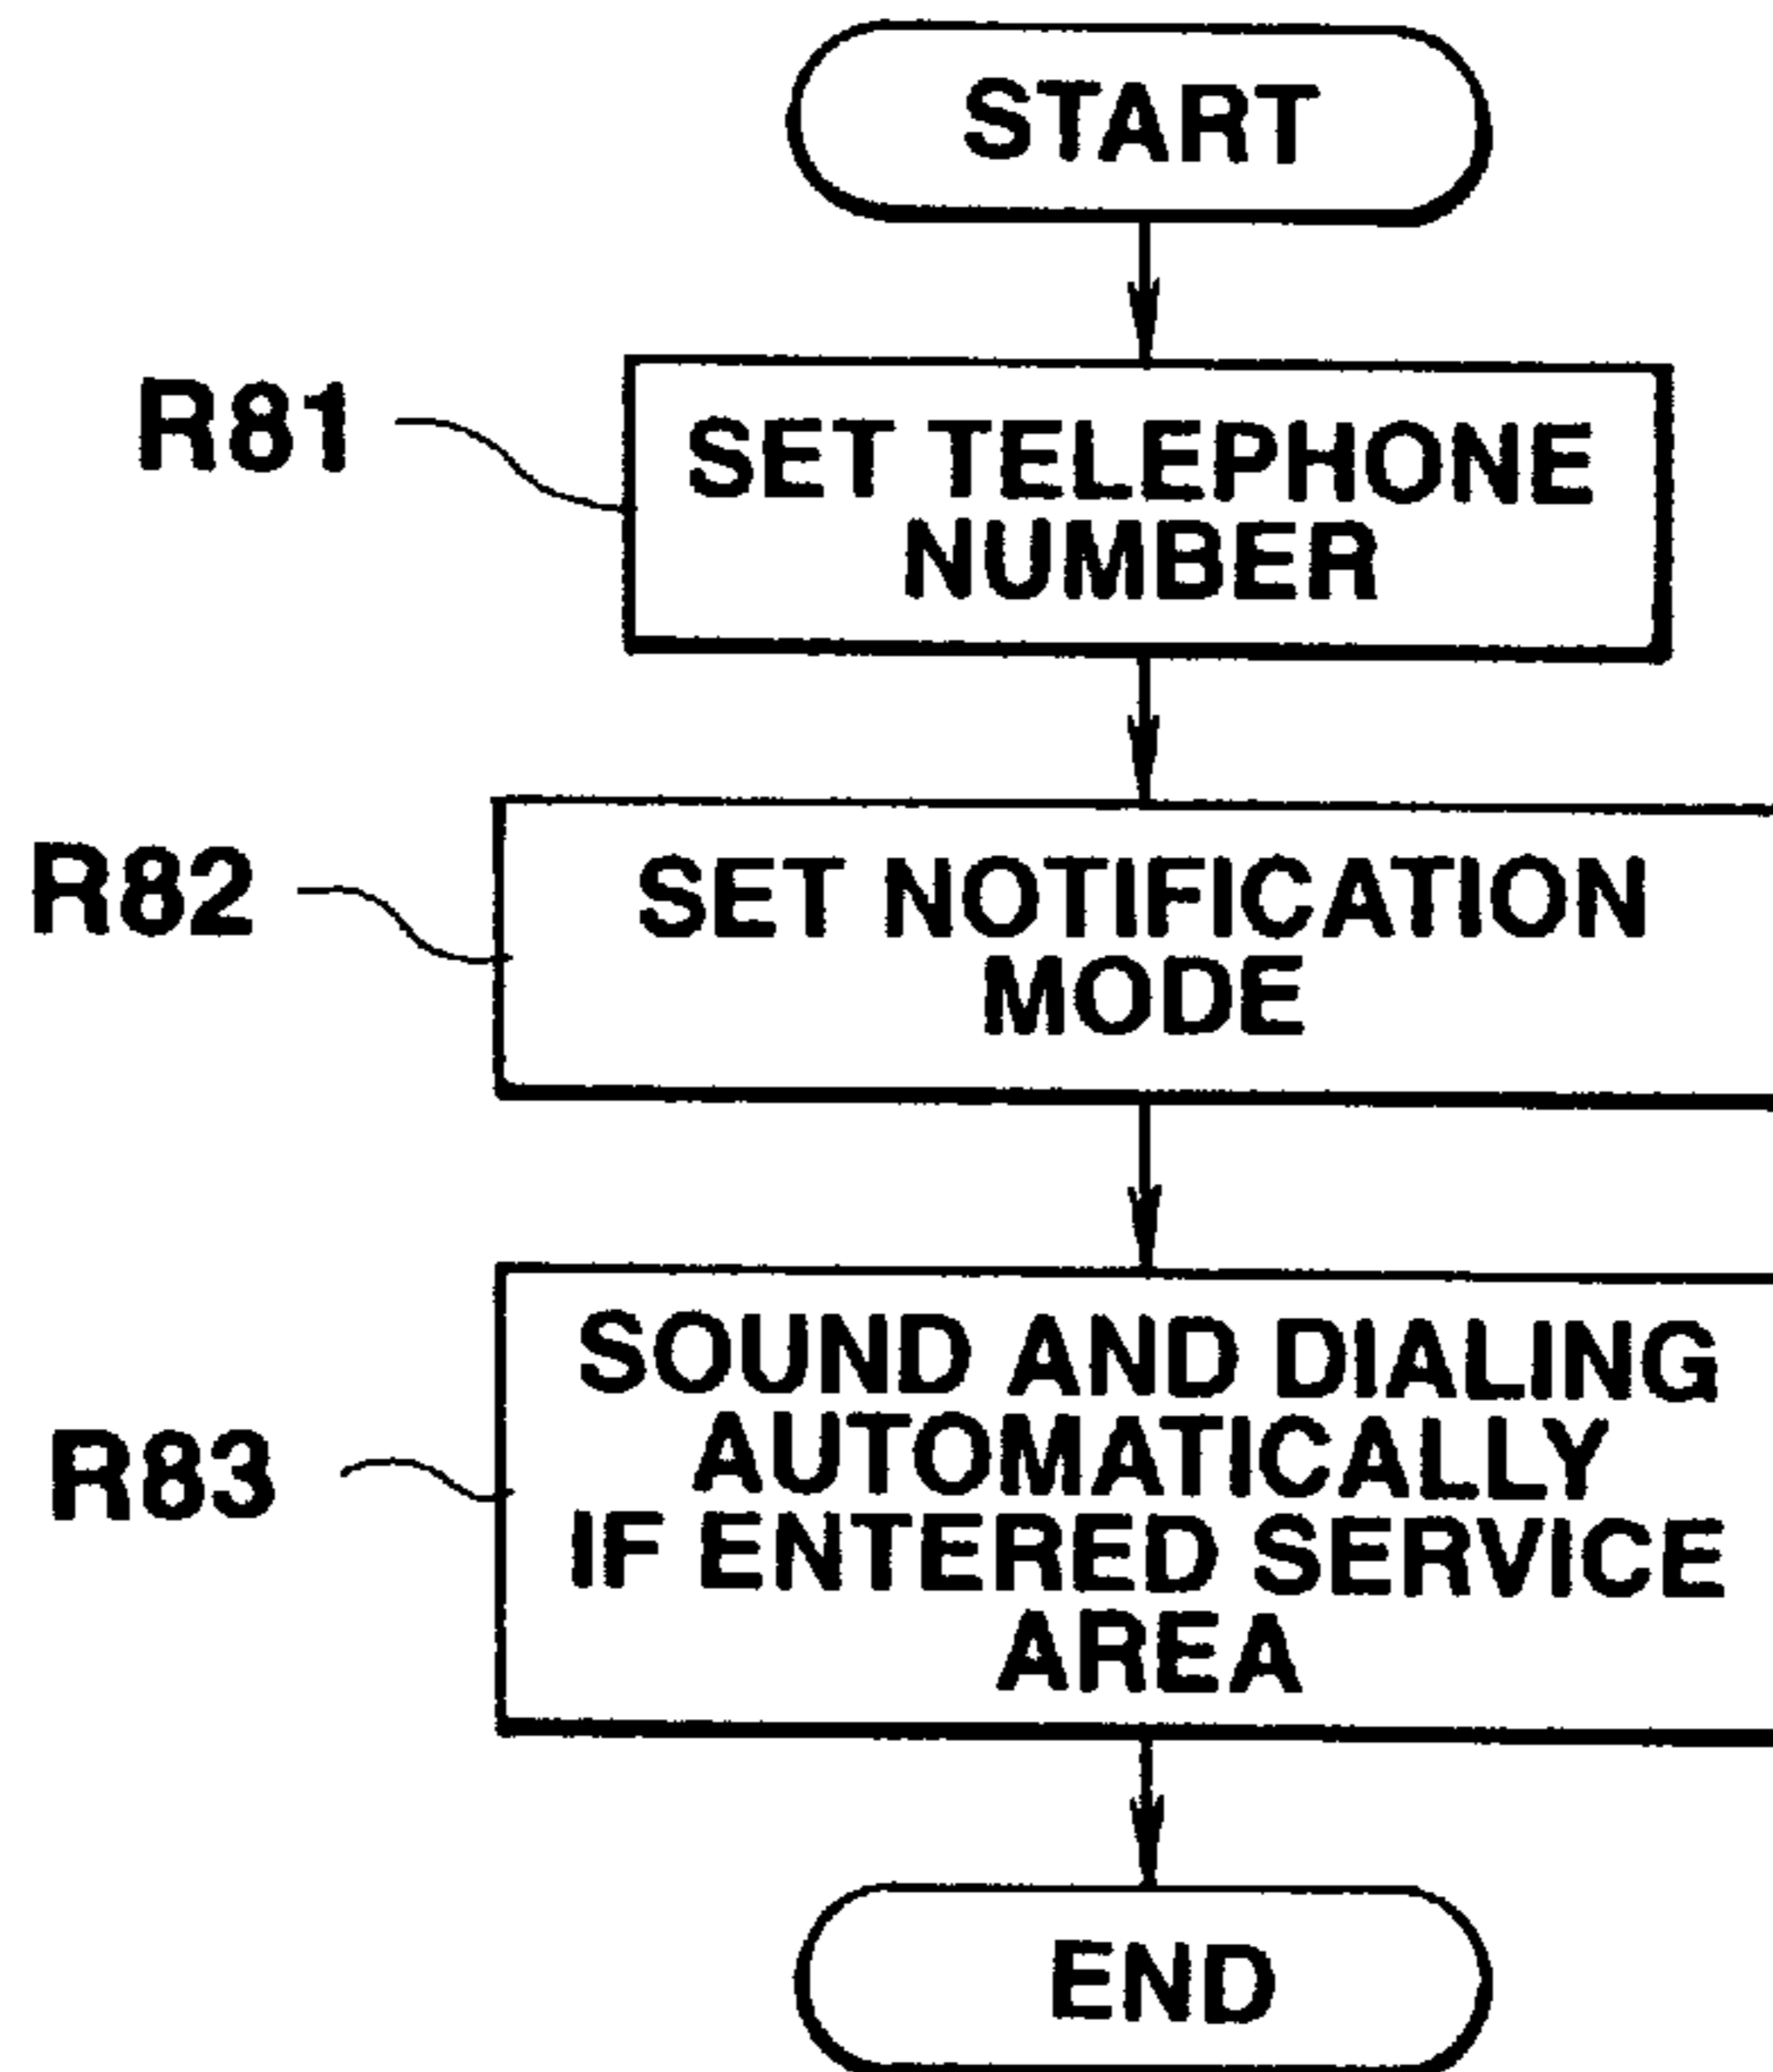 START
R81
SET TELEPHONE
NUMBER
R82
SET NOTIFICATION
MODE
R83
SOUND AND DIALING
AUTOMATICALLY
IF ENTERED SERVICE
AREA
END